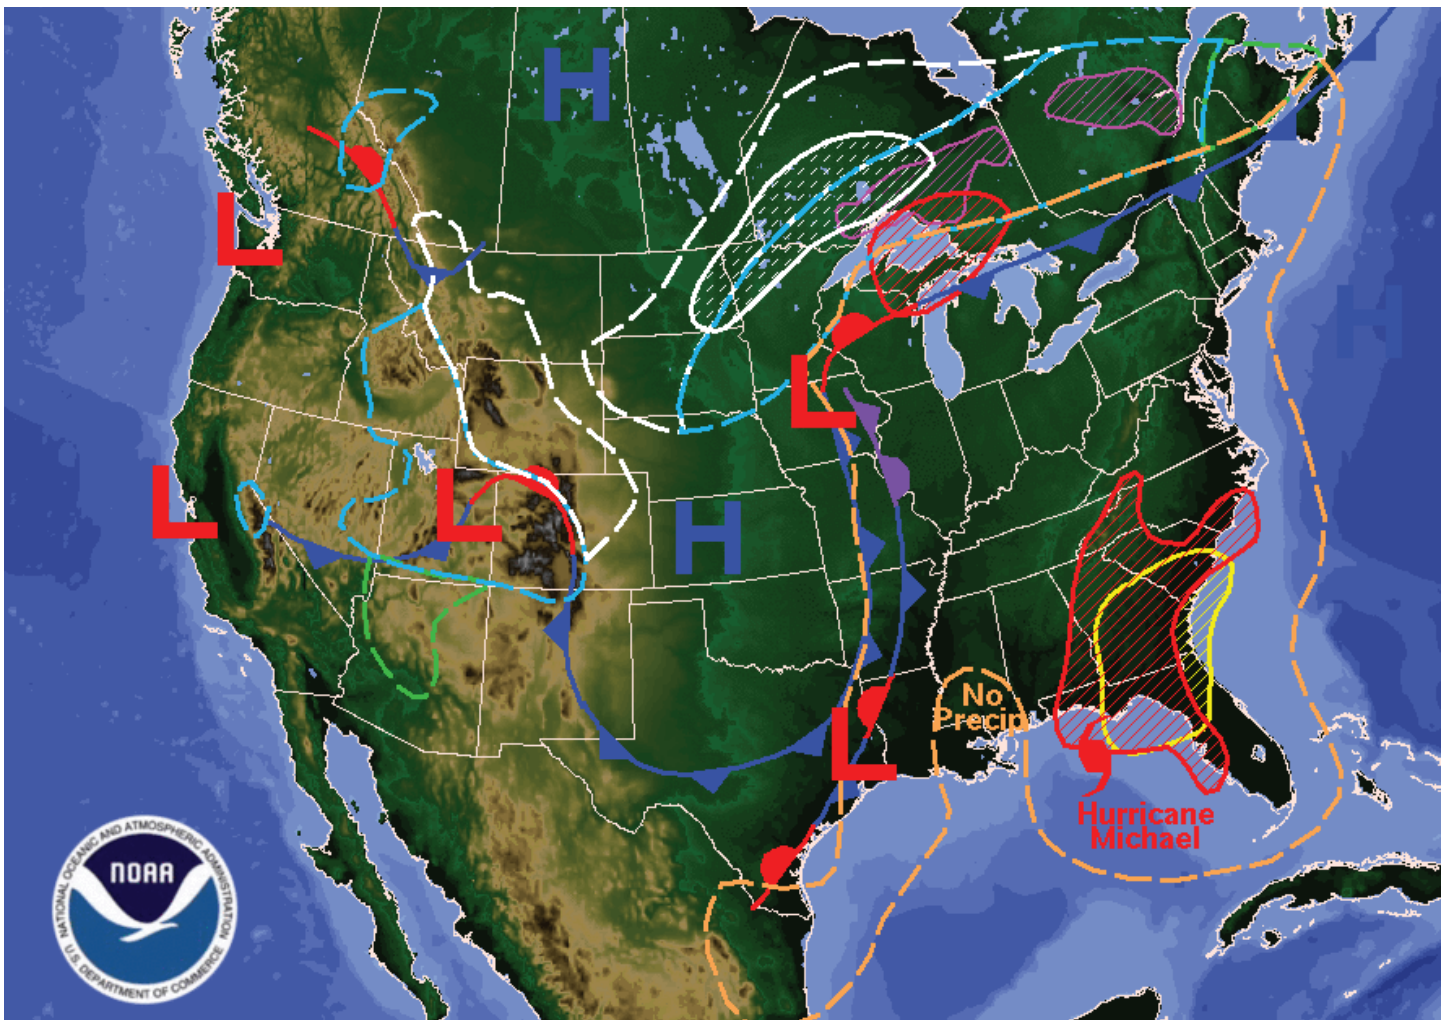 H
L
H
L
L
L
H
No
Precip
L
Hurricane
Michael
NATIONAL OCEANIC AND ATMOSPHERIC ADMINISTRATION
NOAA
U.S. DEPARTMENT OF COMMERCE